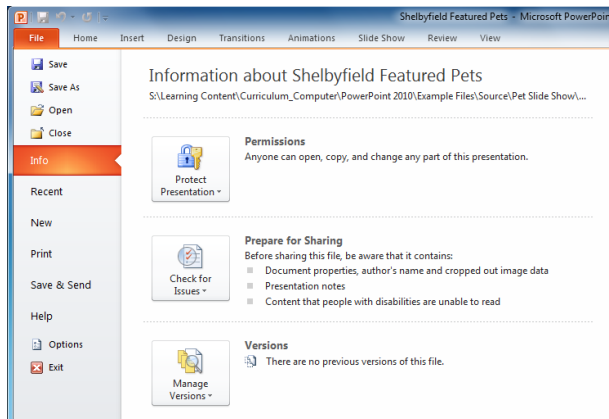 Shelbyfield Featured Pets - Microsoft PowerPoin
File Home Insert Design Transitions Animations Slide Show Review View
Save
Save As
Open
Close
Info
Recent
New
Print
Save & Send
Help
Options
Exit
Information about Shelbyfield Featured Pets
S:\Learning Content\Curriculum_Computer\PowerPoint 2010\Example Files\Source\Pet Slide Show\...
Protect
Presentation
Permissions
Anyone can open, copy, and change any part of this presentation.
Check for
Issues
Prepare for Sharing
Before sharing this file, be aware that it contains:
Document properties, author's name and cropped out image data
Presentation notes
Content that people with disabilities are unable to read
Manage
Versions
Versions
There are no previous versions of this file.